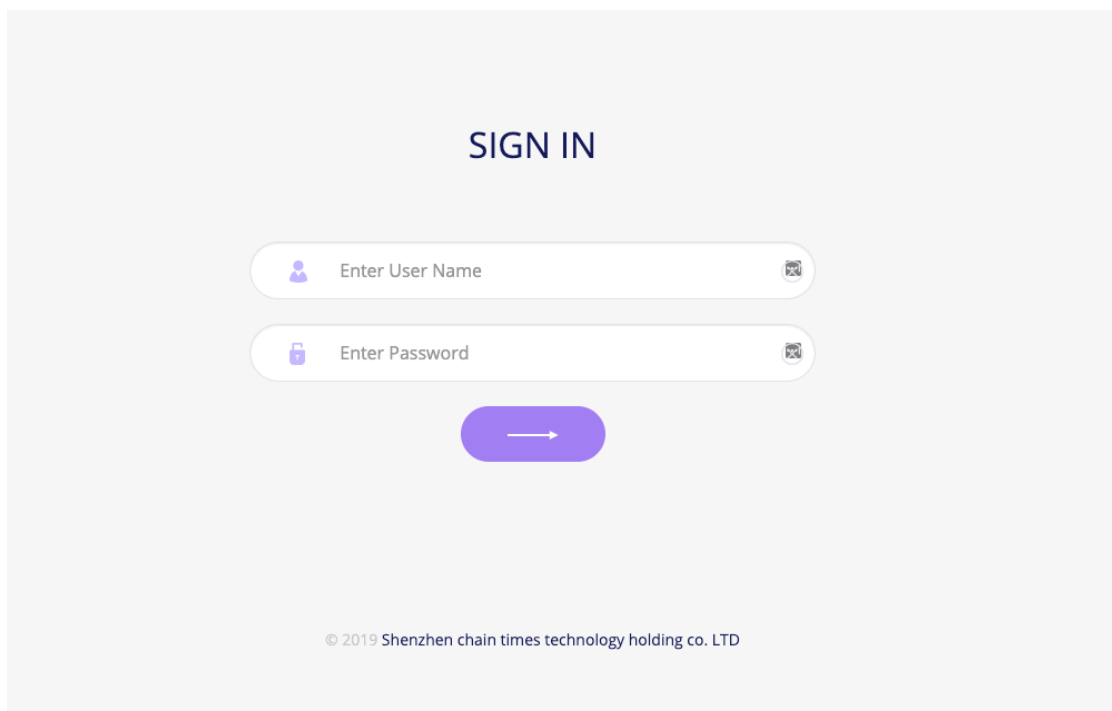 SIGN IN
Enter User Name
Enter Password
© 2019 Shenzhen chain times technology holding co. LTD